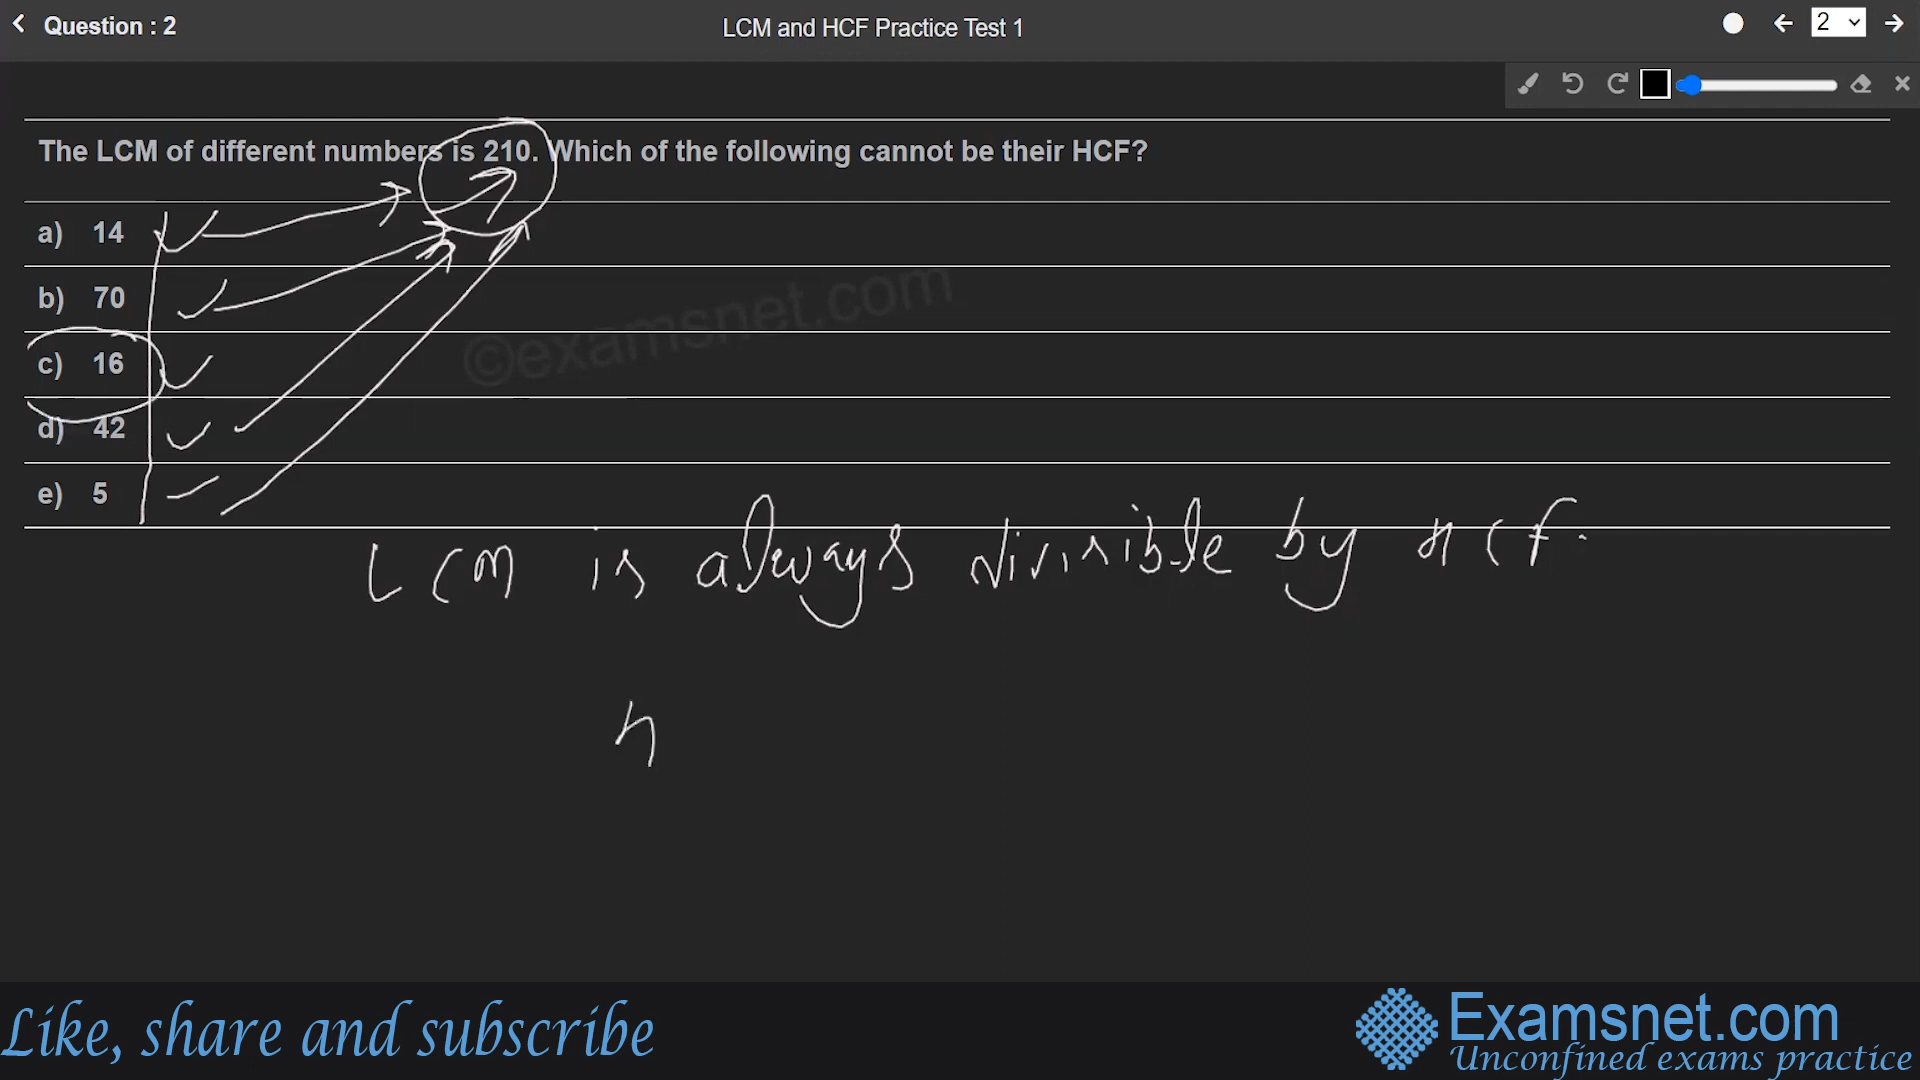 Question : 2
LCM and HCF Practice Test 1
2
The LCM of different numbers is 210. Which of the following cannot be their HCF?
a) 14
b) 70
c) 16
d) 42
e) 5
©examsnet.com
LCM is always divisible by HCF.
h
Like, share and subscribe
Examsnet.com
Unconfined exams practice